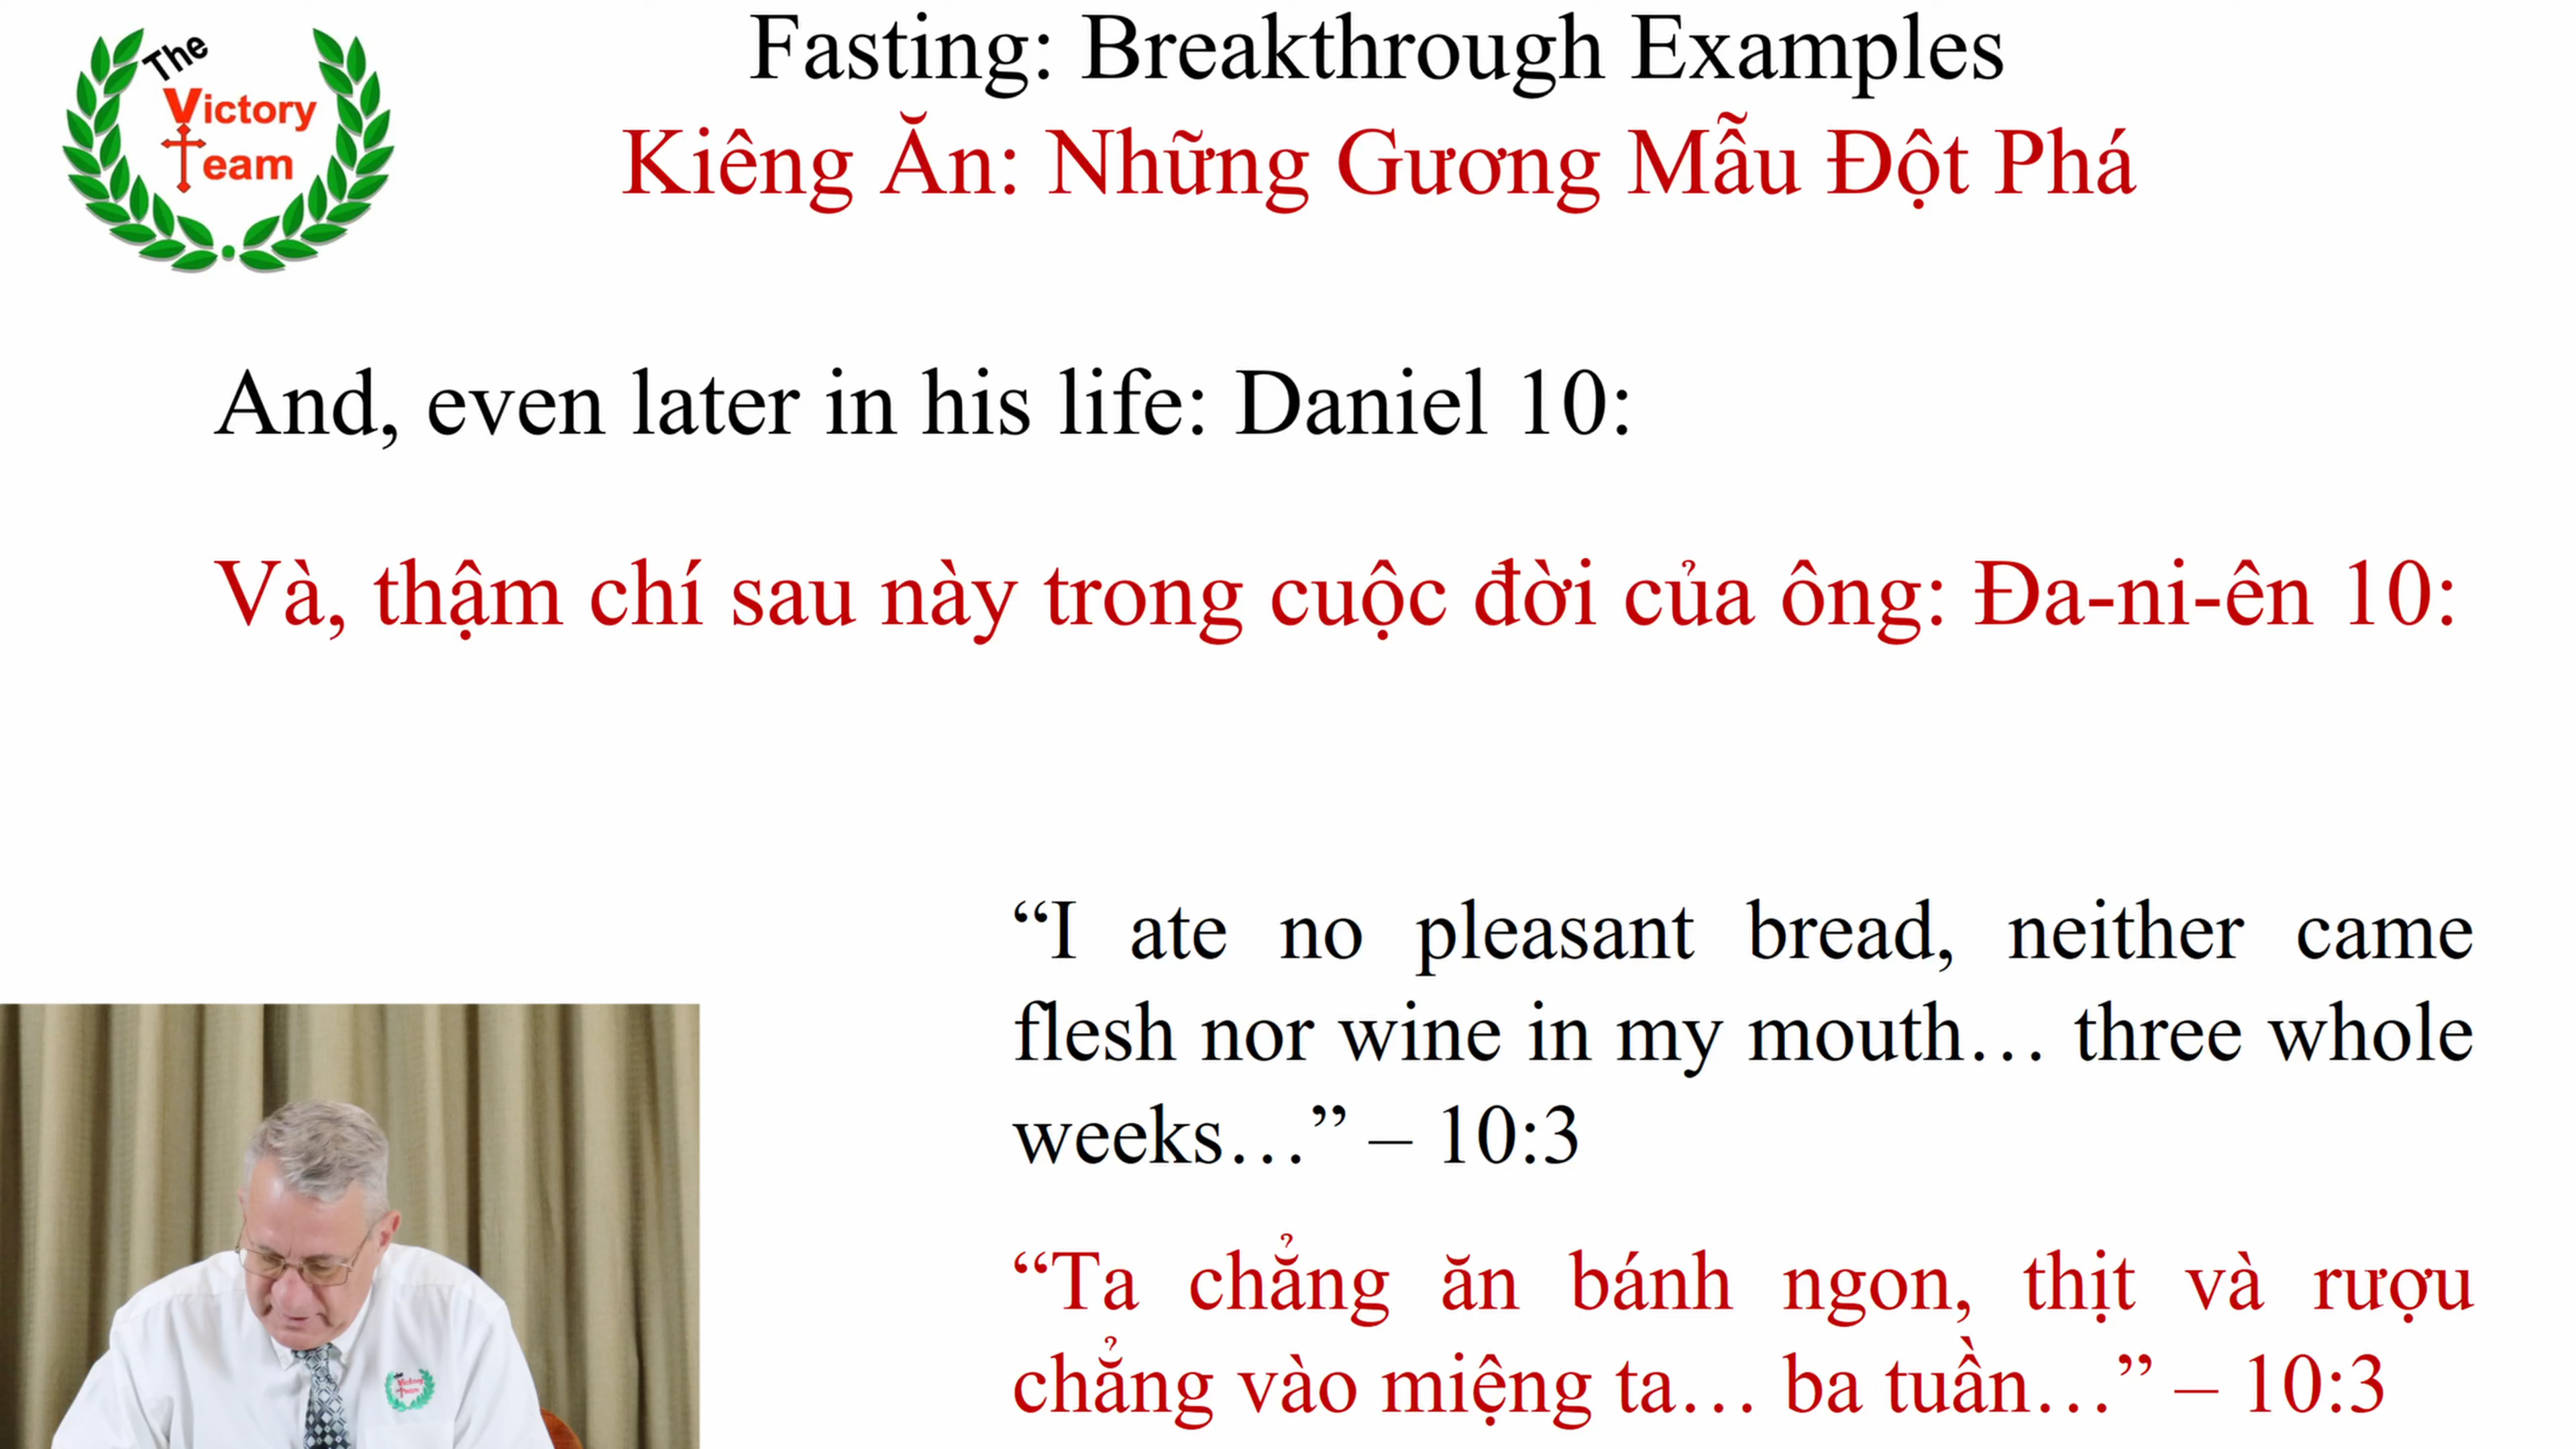 The
Victory
Team
Fasting: Breakthrough Examples
Kiêng Ăn: Những Gương Mẫu Đột Phá
And, even later in his life: Daniel 10:
Và, thậm chí sau này trong cuộc đời của ông: Đa-ni-ên 10:
“I ate no pleasant bread, neither came
flesh nor wine in my mouth… three whole
weeks…” – 10:3
“Ta chẳng ăn bánh ngon, thịt và rượu
chẳng vào miệng ta… ba tuần…” – 10:3
The
Victory
Team